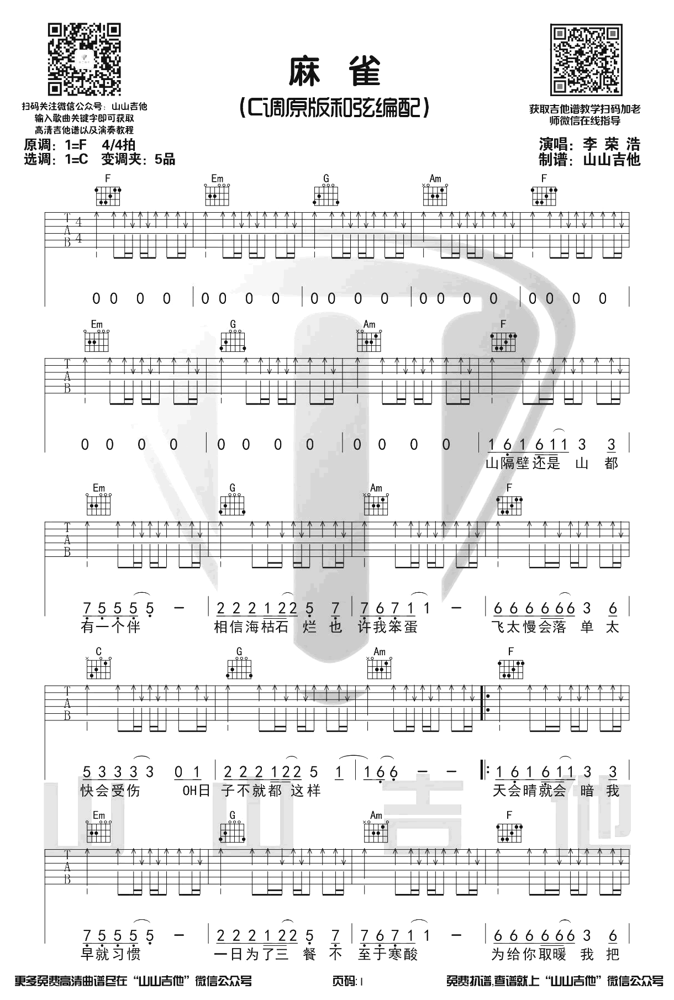 麻 雀
(C调原版和弦编配)
扫码关注微信公众号：山山吉他
输入歌曲关键字即可获取
高清吉他谱以及演奏教程
获取吉他谱教学扫码加老
师微信在线指导
原调：1=F 4/4拍
选调：1=C 变调夹：5品
演唱：李 荣 浩
制谱：山山吉他
F Em G Am F
T A B 4 4
0 0 0 0 0 0 0 0 0 0 0 0 0 0 0 0 0 0 0 0
Em G Am F
T A B
0 0 0 0 0 0 0 0 0 0 0 0 1 6 1 6 1 1 3 3
山隔壁还是 山 都
Em G Am F
T A B
7 5 5 5 5 － 2 2 2 1 2 2 5 7 7 6 7 1 1 － 6 6 6 6 6 6 3 6
有一个伴 相信海枯石 烂 也 许我笨蛋 飞太慢会落 单 太
C G Am F
T A B
5 3 3 3 3 0 1 2 2 2 1 2 2 5 1 1 6 6 － － 1 6 1 6 1 1 3 3
快会受伤 OH日 子不就都 这样 天会晴就会 暗 我
山山吉他
Em G Am F
T A B
7 5 5 5 5 － 2 2 2 1 2 2 5 7 7 6 7 1 1 － 6 6 6 6 6 6 3 6
早就习惯 一日为了三 餐 不 至于寒酸 为给你取暖 我 把
更多免费高清曲谱尽在“山山吉他”微信公众号 页码:1 免费扒谱,查谱就上“山山吉他”微信公众号